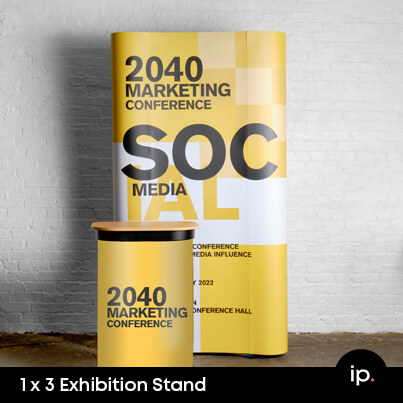 2040
MARKETING
CONFERENCE
SOC
MEDIA
IAL
CONFERENCE
MEDIA INFLUENCE
2022
CONFERENCE HALL
2040
MARKETING
CONFERENCE
1 x 3 Exhibition Stand
ip.